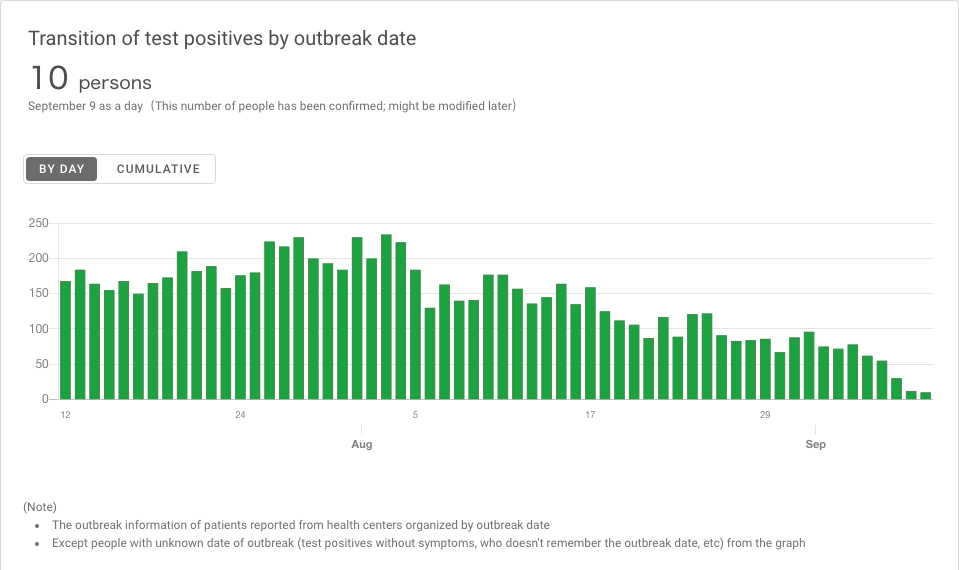 Transition of test positives by outbreak date
10 persons
September 9 as a day（This number of people has been confirmed; might be modified later）
BY DAY CUMULATIVE
250
200
150
100
50
0
12 24 5 17 29
Aug Sep
(Note)
• The outbreak information of patients reported from health centers organized by outbreak date
• Except people with unknown date of outbreak (test positives without symptoms, who doesn't remember the outbreak date, etc) from the graph